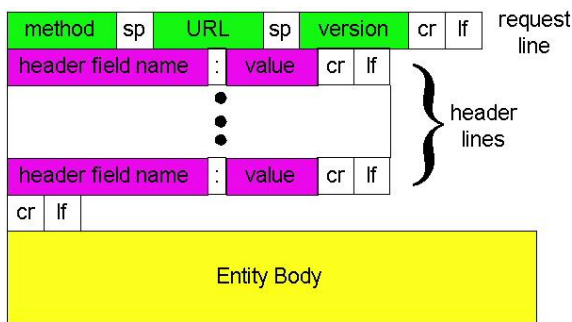 method sp URL sp version cr lf request line
header field name : value cr lf
header lines
header field name : value cr lf
cr lf
Entity Body